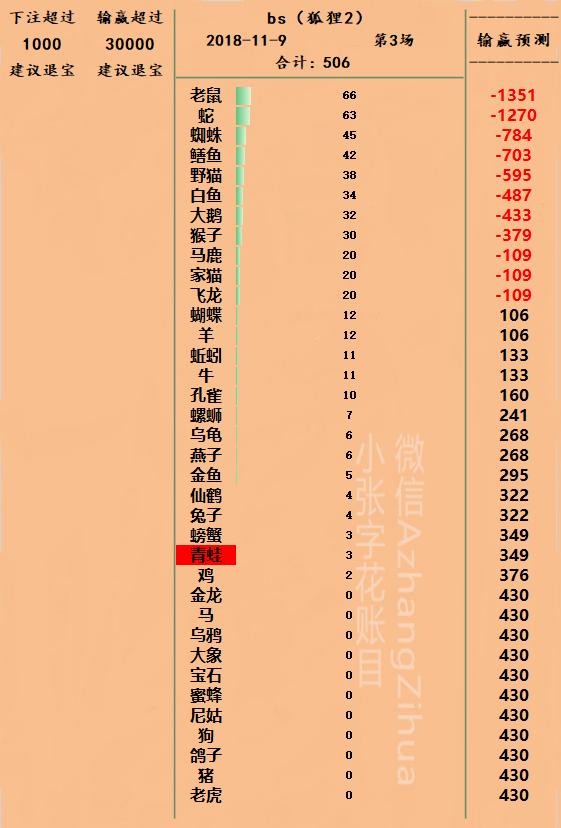 下注超过 输赢超过
1000 30000
建议退宝 建议退宝
bs（狐狸2）
2018-11-9 第3场
合计：506
----------
输赢预测
----------
老鼠 66 -1351
蛇 63 -1270
蜘蛛 45 -784
鳝鱼 42 -703
野猫 38 -595
白鱼 34 -487
大鹅 32 -433
猴子 30 -379
马鹿 20 -109
家猫 20 -109
飞龙 20 -109
蝴蝶 12 106
羊 12 106
蚯蚓 11 133
牛 11 133
孔雀 10 160
螺蛳 7 241
乌龟 6 268
燕子 6 268
金鱼 5 295
仙鹤 4 322
兔子 4 322
螃蟹 3 349
青蛙 3 349
鸡 2 376
金龙 0 430
马 0 430
乌鸦 0 430
大象 0 430
宝石 0 430
蜜蜂 0 430
尼姑 0 430
狗 0 430
鸽子 0 430
猪 0 430
老虎 0 430
微信AzhangZihua
小张字花账目